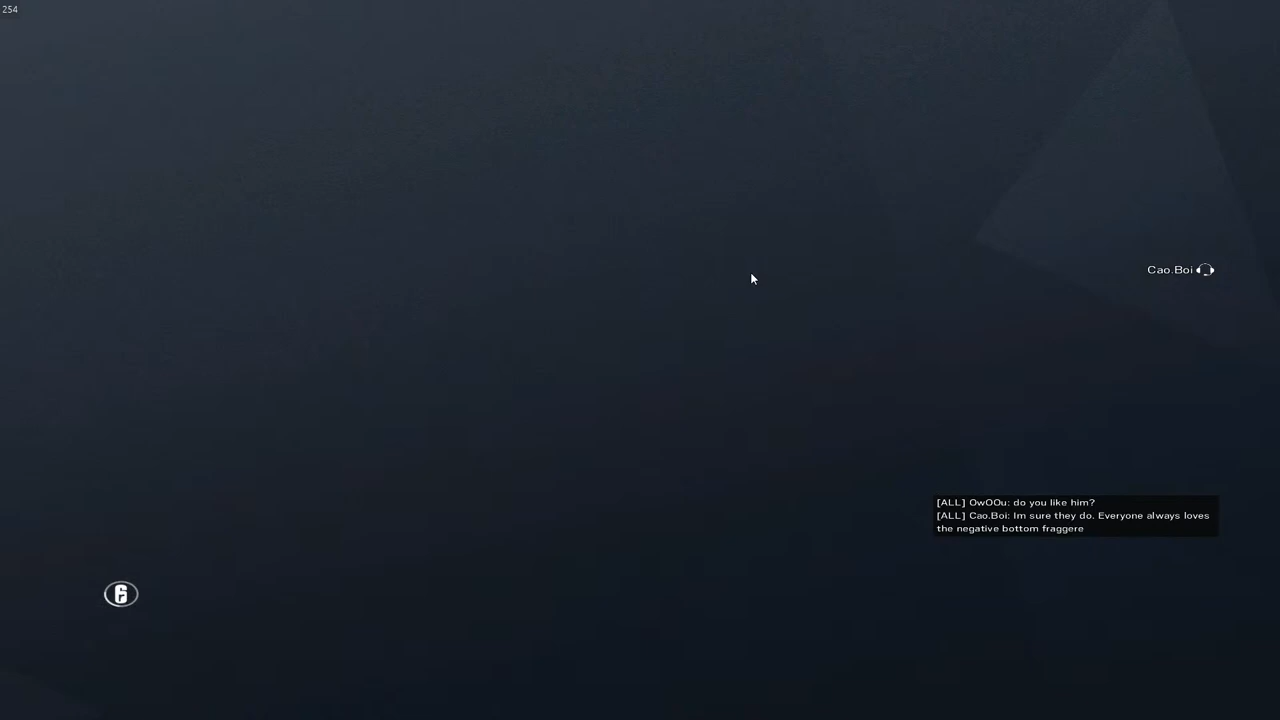 254
Cao.Boi
[ALL] OwOOu: do you like him?
[ALL] Cao.Boi: Im sure they do. Everyone always loves
the negative bottom fraggere
6